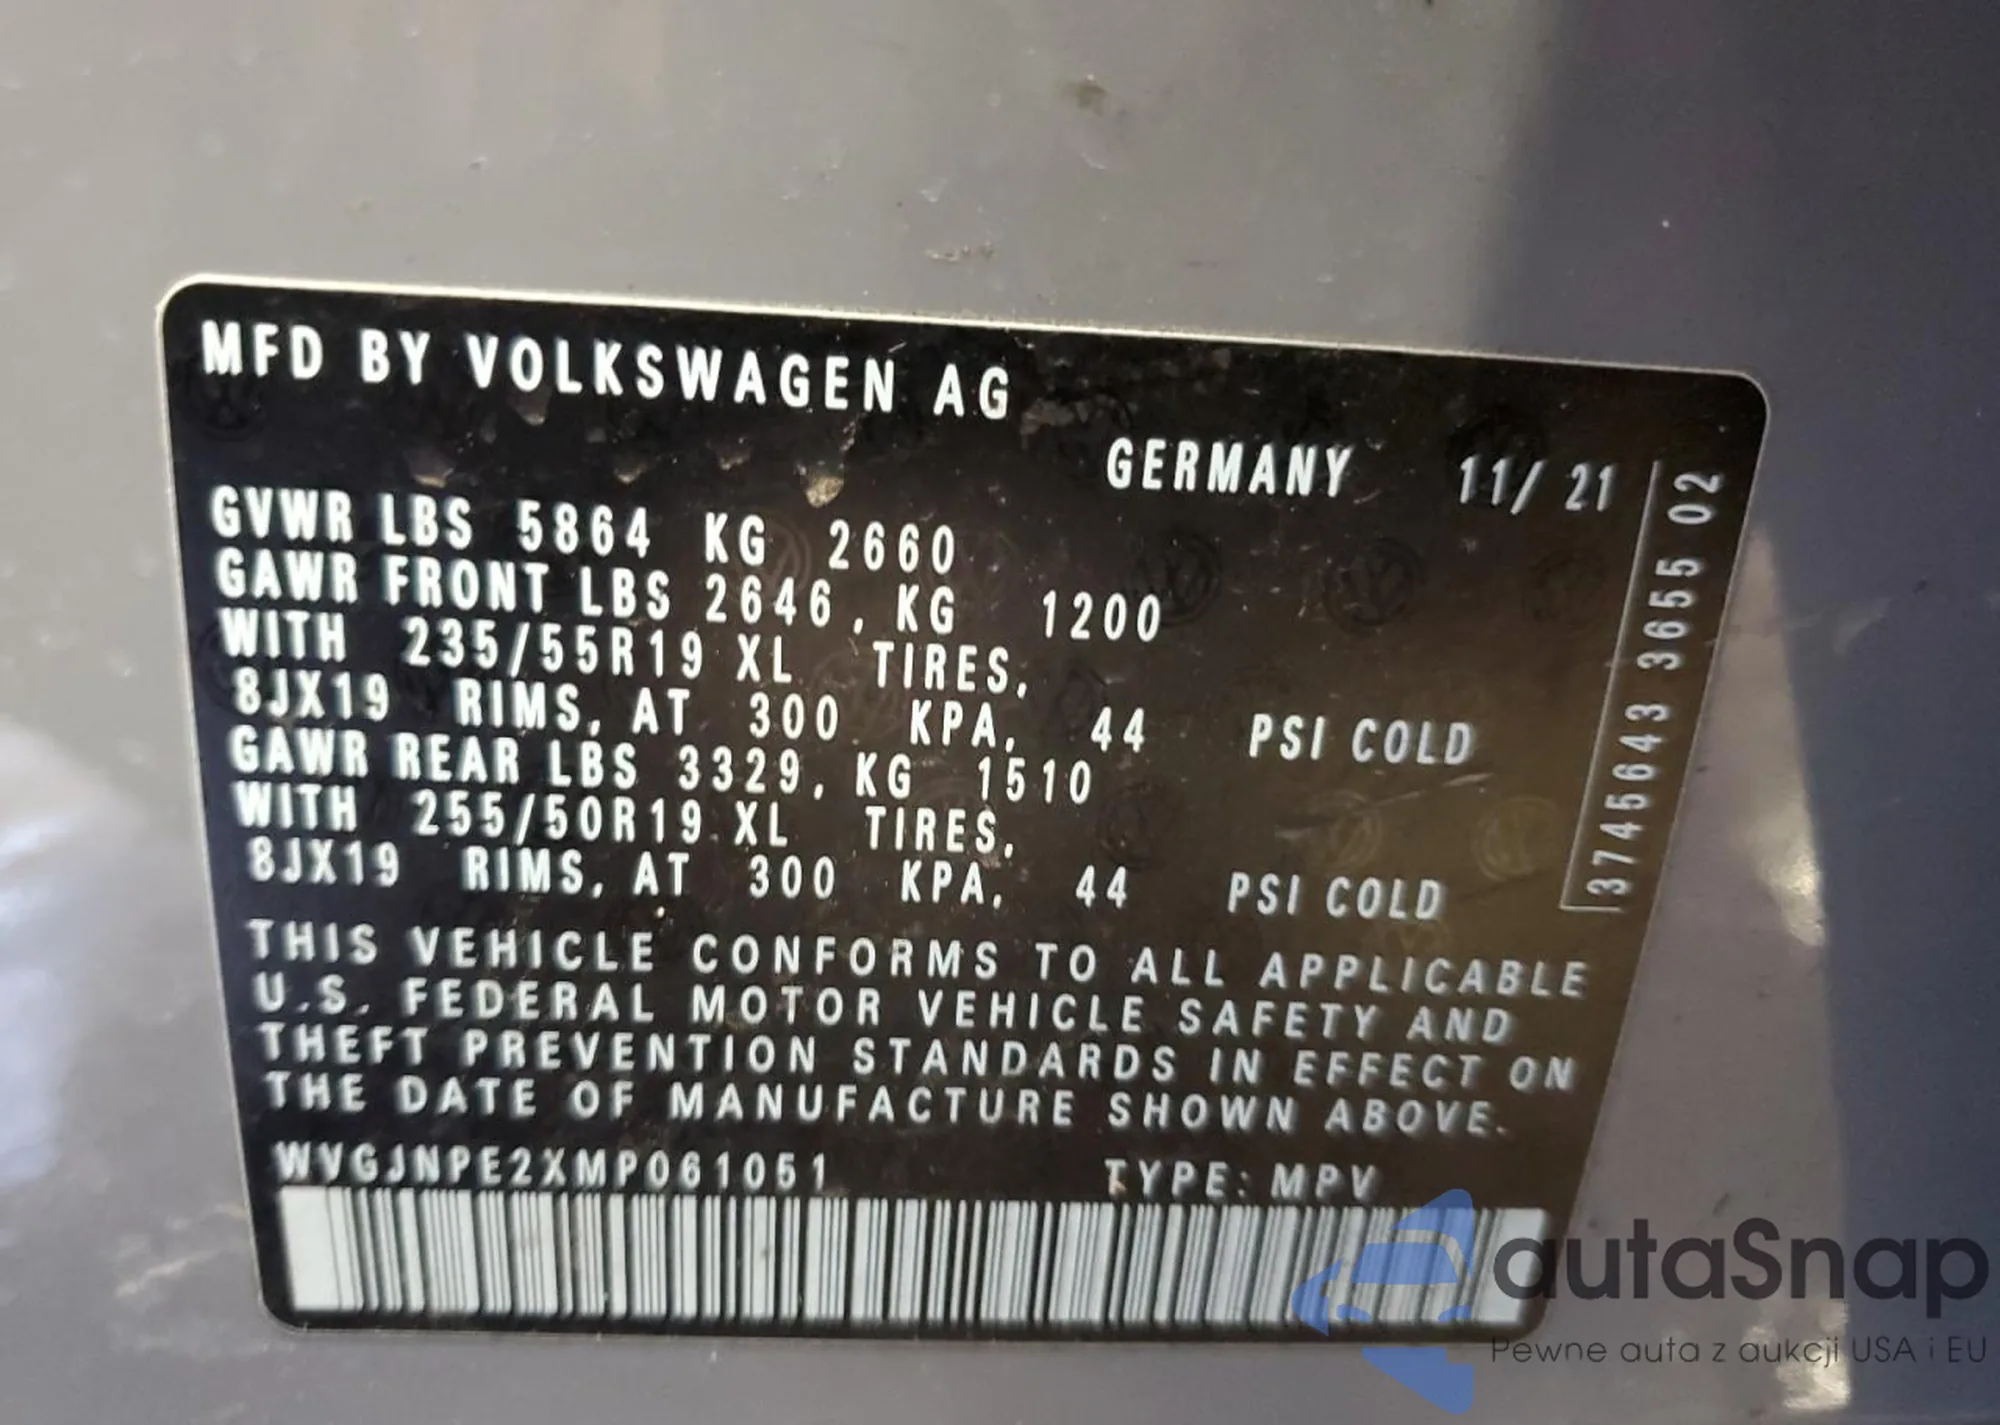 MFD BY VOLKSWAGEN AG
GERMANY 11/ 21
GVWR LBS 5864 KG 2660
GAWR FRONT LBS 2646, KG 1200
WITH 235/55R19 XL TIRES,
8JX19 RIMS, AT 300 KPA, 44 PSI COLD
GAWR REAR LBS 3329, KG 1510
WITH 255/50R19 XL TIRES,
8JX19 RIMS, AT 300 KPA, 44 PSI COLD
THIS VEHICLE CONFORMS TO ALL APPLICABLE
U.S. FEDERAL MOTOR VEHICLE SAFETY AND
THEFT PREVENTION STANDARDS IN EFFECT ON
THE DATE OF MANUFACTURE SHOWN ABOVE.
WVGJNPE2XMP061051 TYPE: MPV
3745643 3655 02
autaSnap
Pewne auta z aukcji USA i EU